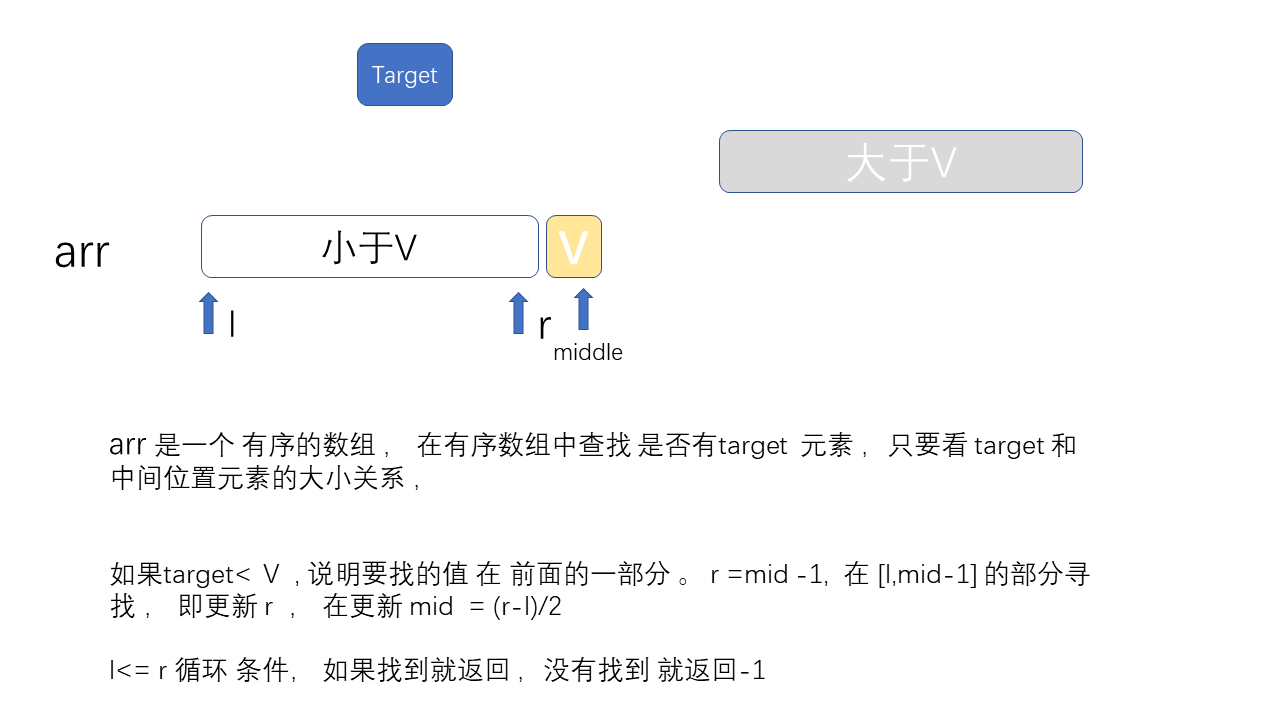 Target
大于V
arr
小于V
V
l
r
middle
arr 是一个 有序的数组 ， 在有序数组中查找 是否有target 元素 ， 只要看 target 和
中间位置元素的大小关系 ，
如果target< V , 说明要找的值 在 前面的一部分 。 r =mid -1, 在 [l,mid-1] 的部分寻
找 ， 即更新 r ， 在更新 mid = (r-l)/2
l<= r 循环 条件， 如果找到就返回 ，没有找到 就返回-1